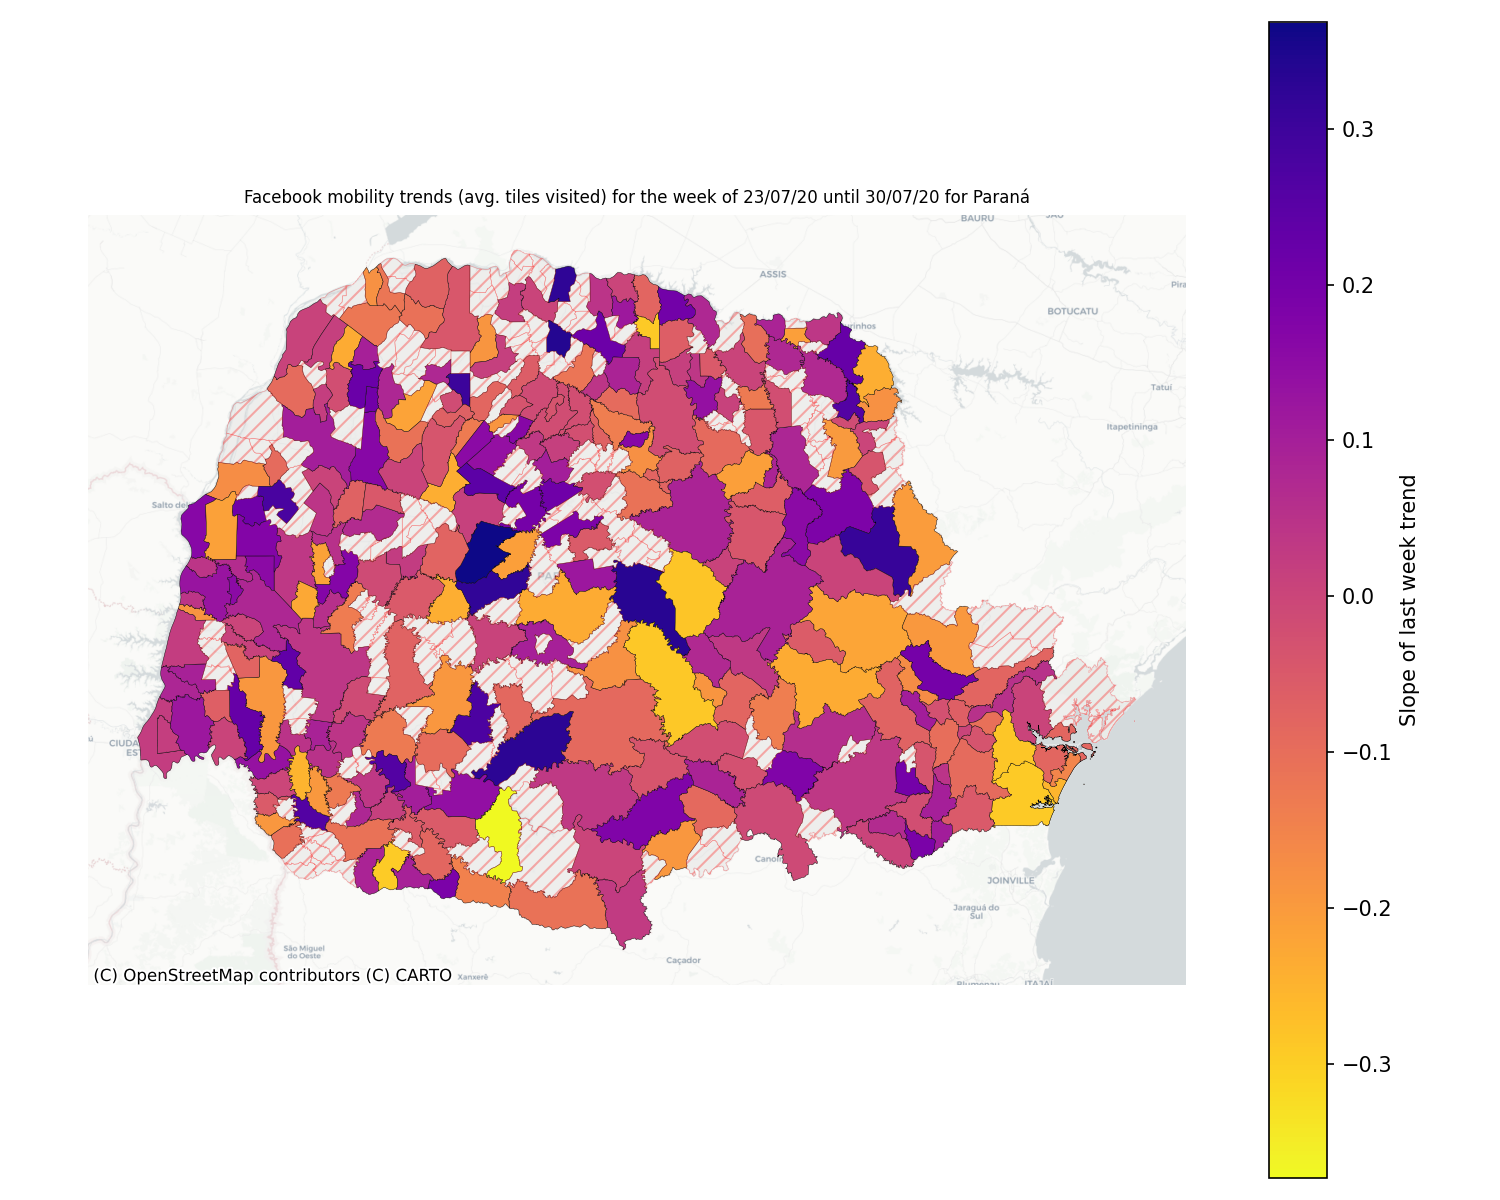 Facebook mobility trends (avg. tiles visited) for the week of 23/07/20 until 30/07/20 for Paraná
BAURU
JAÚ
ASSIS
BOTUCATU
Tatuí
Itapetininga
Salto del
JOINVILLE
Jaraguá do
Sul
São Miguel
do Oeste
Caçador
Xanxerê
Blumenau
ITAJAÍ
(C) OpenStreetMap contributors (C) CARTO
0.3
0.2
0.1
0.0
−0.1
−0.2
−0.3
Slope of last week trend